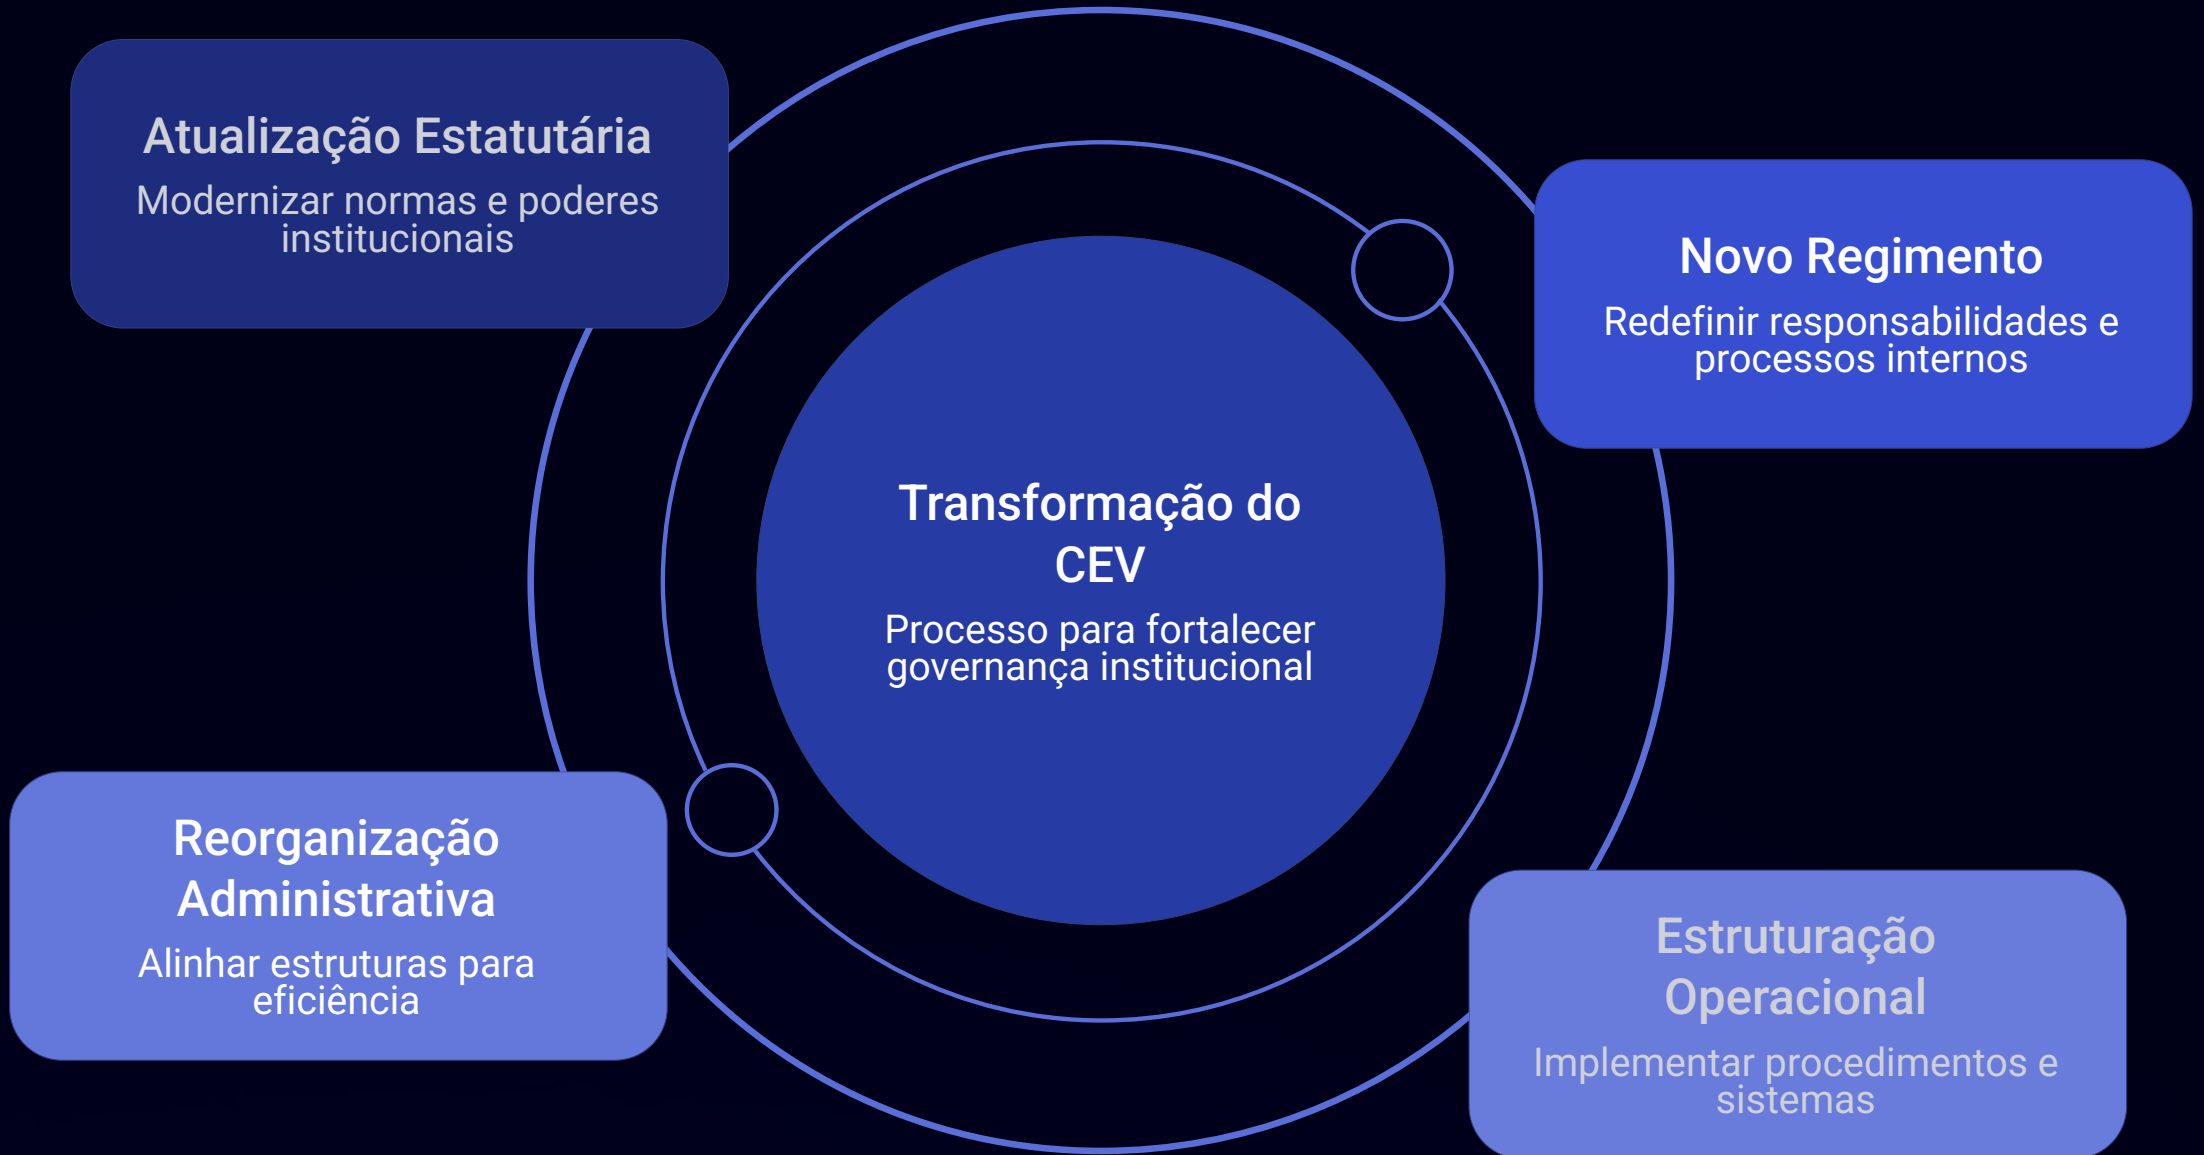 Atualização Estatutária
Modernizar normas e poderes
institucionais
Novo Regimento
Redefinir responsabilidades e
processos internos
Transformação do
CEV
Processo para fortalecer
governança institucional
Reorganização
Administrativa
Alinhar estruturas para
eficiência
Estruturação
Operacional
Implementar procedimentos e
sistemas